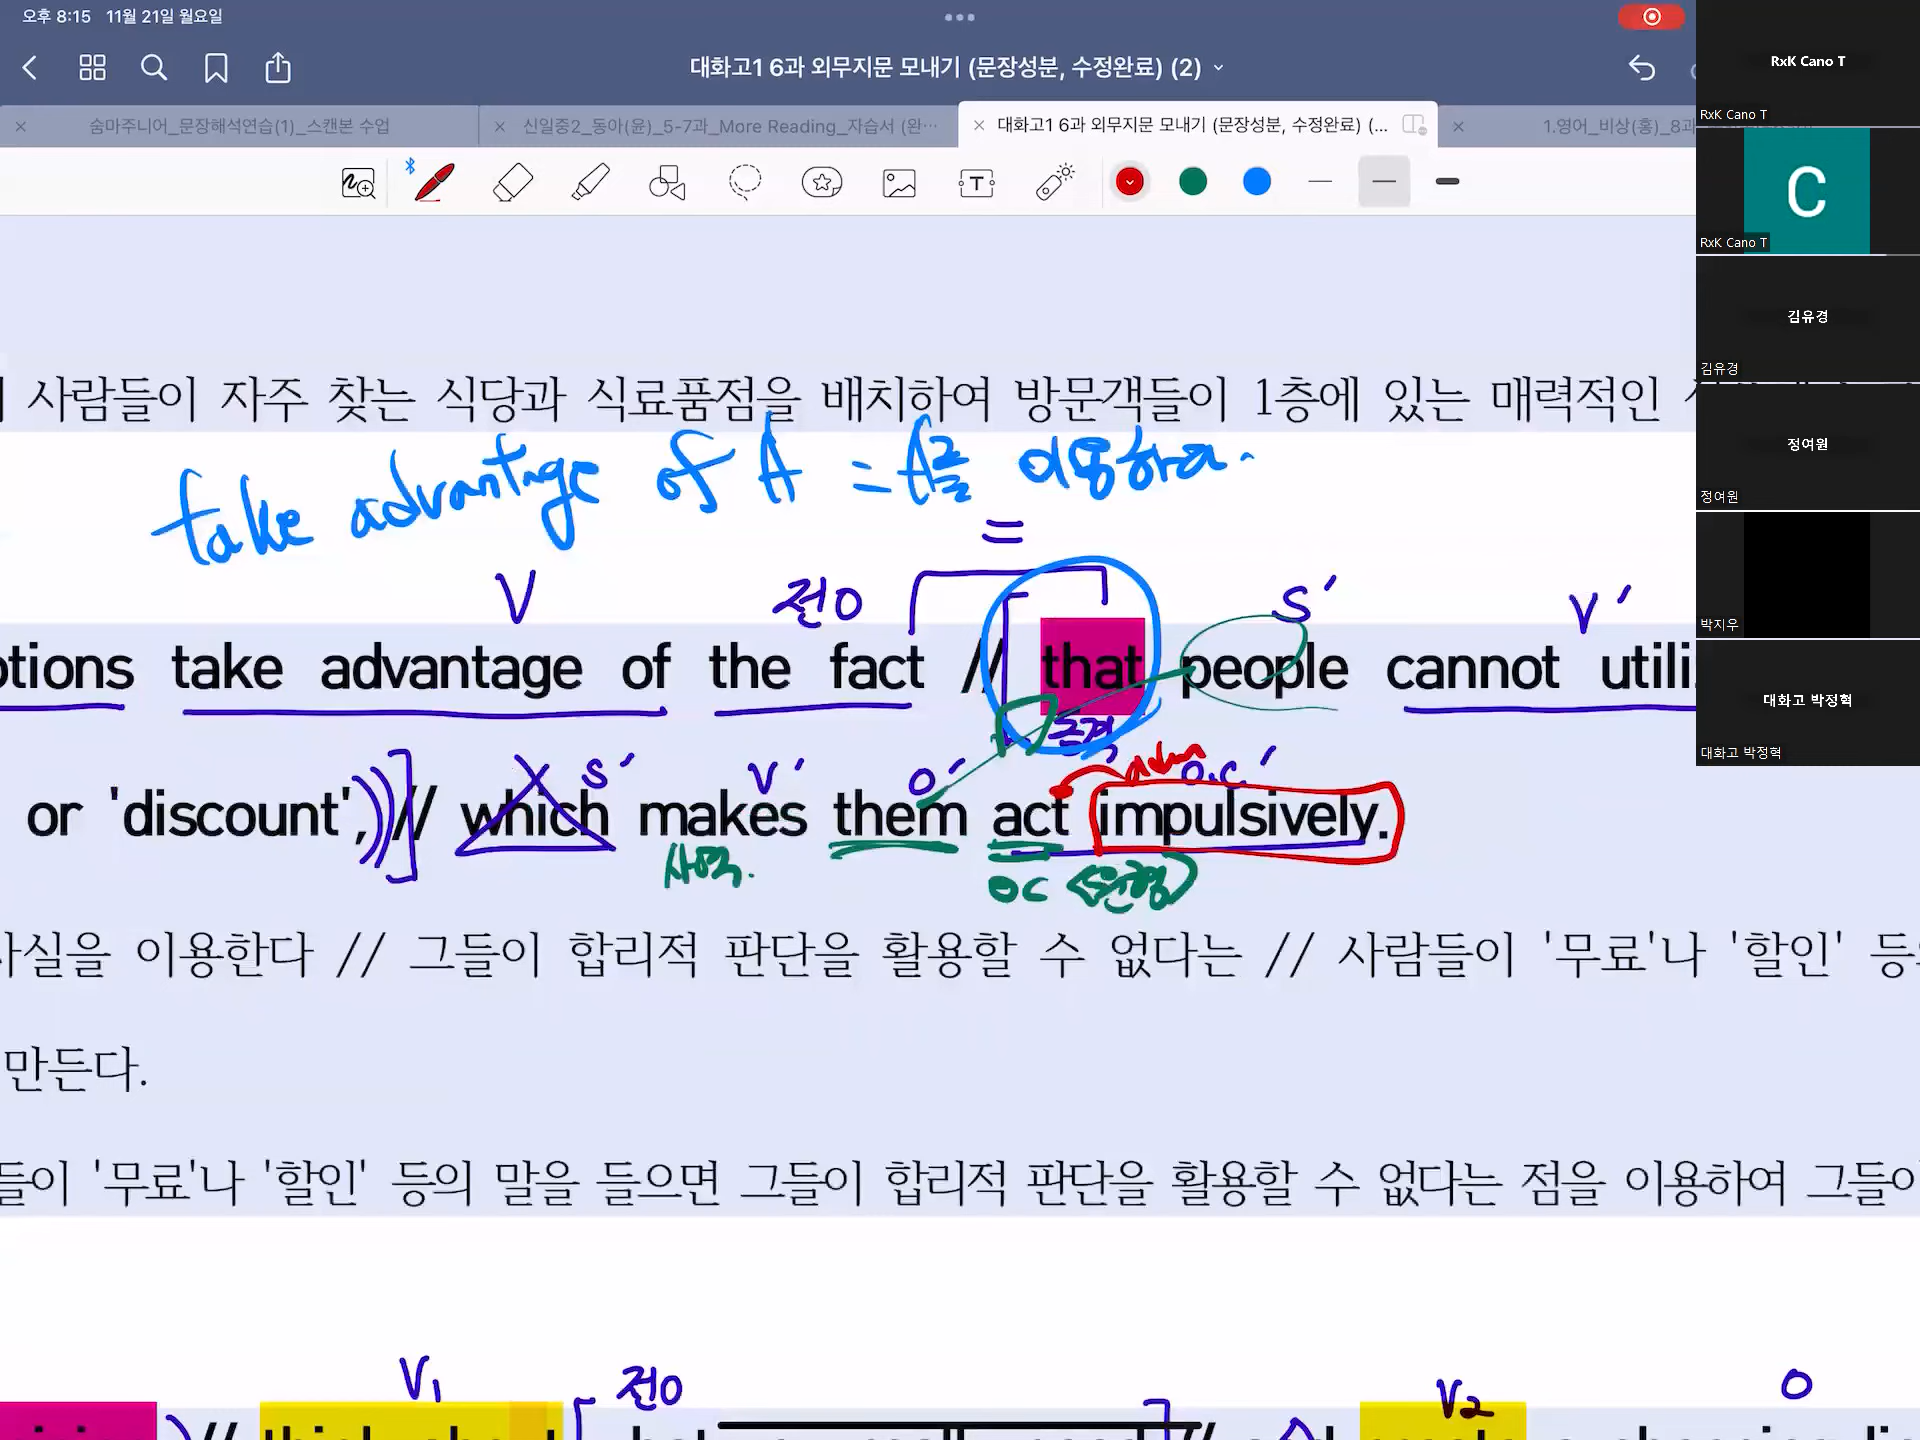 오후 8:15 11월 21일 월요일
대화고1 6과 외무지문 모내기 (문장성분, 수정완료) (2)
숨마주니어_문장해석연습(1)_스캔본 수업
신일중2_동아(윤)_5-7과_More Reading_자습서 (완…
대화고1 6과 외무지문 모내기 (문장성분, 수정완료) (…
1.영어_비상(홍)_8과
RxK Cano T
RxK Cano T
C
RxK Cano T
김유경
김유경
정여원
정여원
박지우
대화고 박정혁
대화고 박정혁
사람들이 자주 찾는 식당과 식료품점을 배치하여 방문객들이 1층에 있는 매력적인
take advantage of A = A를 이용하다.
=
V 전O S' V'
otions take advantage of the fact // that people cannot utili
동격
S' V' O' O.C.'
or 'discount', // which makes them act impulsively.
사역. OC (원형)
사실을 이용한다 // 그들이 합리적 판단을 활용할 수 없다는 // 사람들이 '무료'나 '할인' 등
만든다.
들이 '무료'나 '할인' 등의 말을 들으면 그들이 합리적 판단을 활용할 수 없다는 점을 이용하여 그들이
V1 전O V2 O